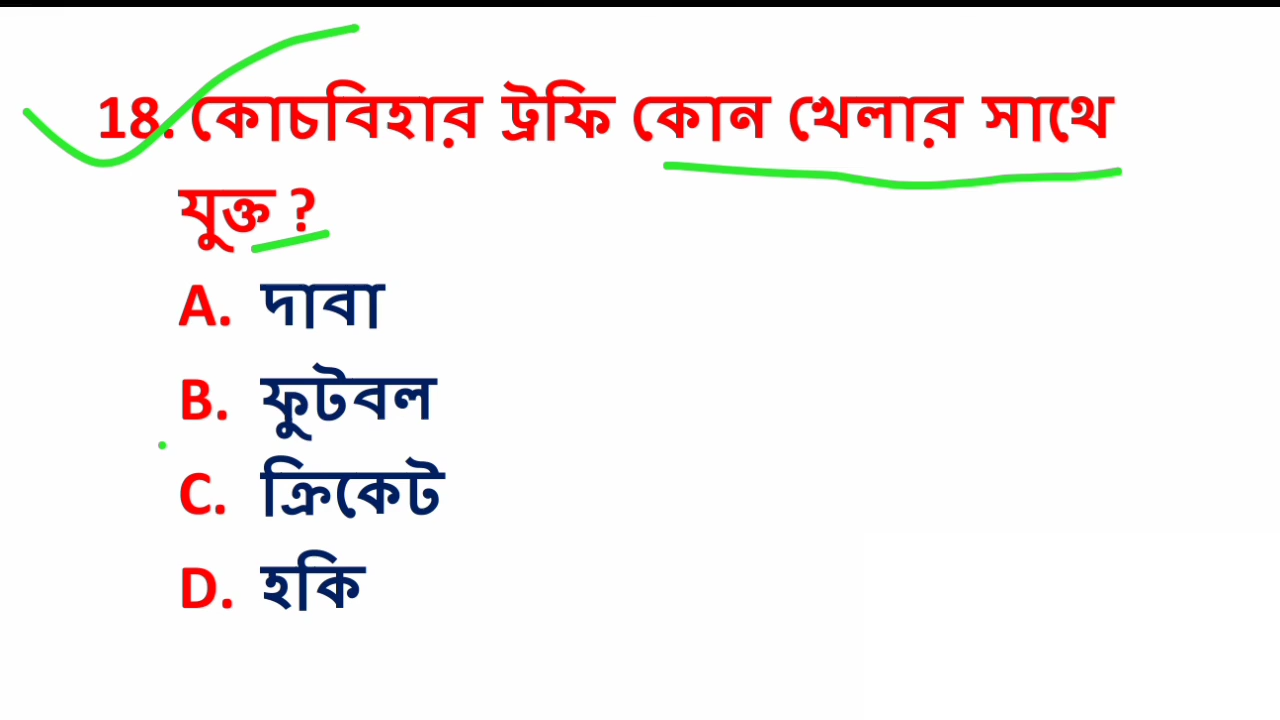 18. কোচবিহার ট্রফি কোন খেলার সাথে
যুক্ত ?
A. দাবা
B. ফুটবল
C. ক্রিকেট
D. হকি